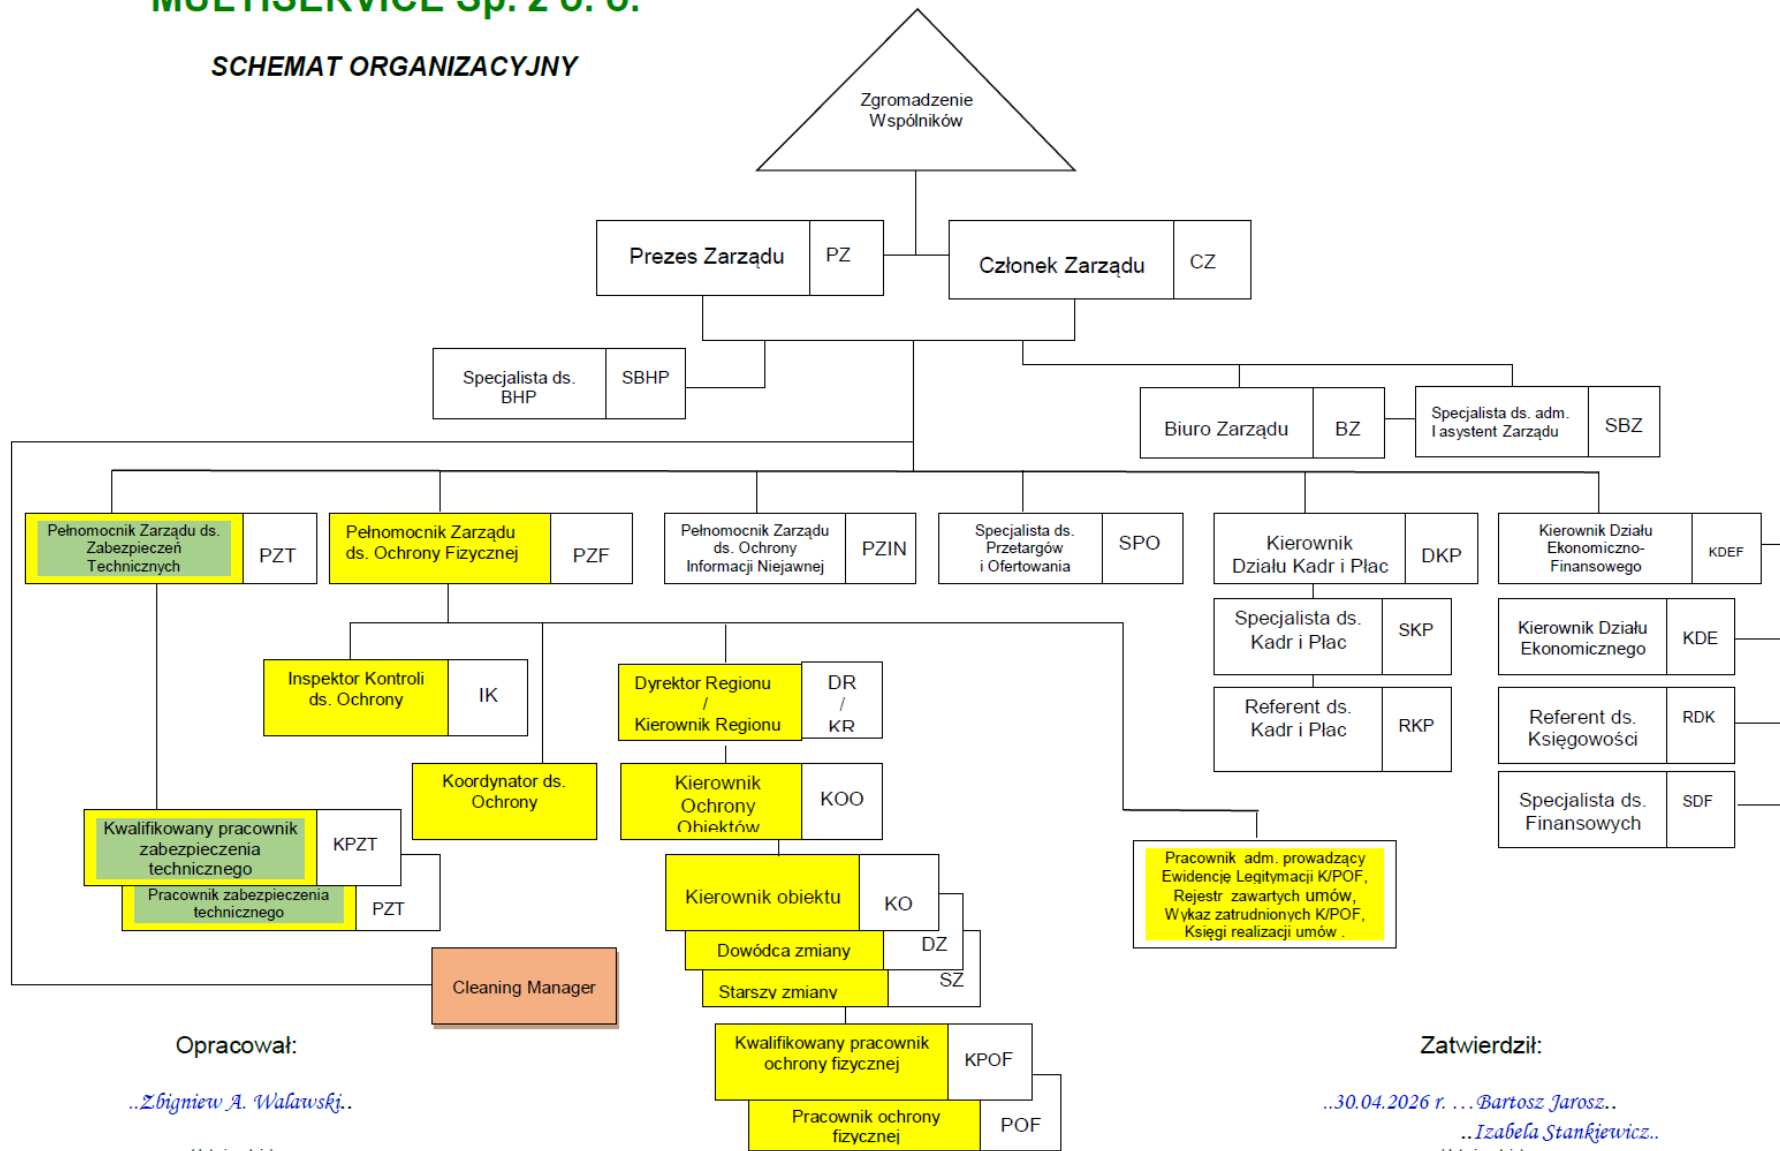 MULTISERVICE Sp. z o. o.
SCHEMAT ORGANIZACYJNY
Zgromadzenie
Wspólników
Prezes Zarządu
PZ
Członek Zarządu
CZ
Specjalista ds.
BHP
SBHP
Biuro Zarządu
BZ
Specjalista ds. adm.
I asystent Zarządu
SBZ
Pełnomocnik Zarządu ds.
Zabezpieczeń
Technicznych
PZT
Pełnomocnik Zarządu
ds. Ochrony Fizycznej
PZF
Pełnomocnik Zarządu
ds. Ochrony
Informacji Niejawnej
PZIN
Specjalista ds.
Przetargów
i Ofertowania
SPO
Kierownik
Działu Kadr i Płac
DKP
Kierownik Działu
Ekonomiczno-
Finansowego
KDEF
Specjalista ds.
Kadr i Płac
SKP
Kierownik Działu
Ekonomicznego
KDE
Inspektor Kontroli
ds. Ochrony
IK
Dyrektor Regionu
/
Kierownik Regionu
DR
/
KR
Referent ds.
Kadr i Płac
RKP
Referent ds.
Księgowości
RDK
Koordynator ds.
Ochrony
Kierownik
Ochrony
Obiektów
KOO
Specjalista ds.
Finansowych
SDF
Kwalifikowany pracownik
zabezpieczenia
technicznego
KPZT
Pracownik zabezpieczenia
technicznego
PZT
Kierownik obiektu
KO
Dowódca zmiany
DZ
Starszy zmiany
SZ
Pracownik adm. prowadzący
Ewidencję Legitymacji K/POF,
Rejestr zawartych umów,
Wykaz zatrudnionych K/POF,
Księgi realizacji umów .
Cleaning Manager
Kwalifikowany pracownik
ochrony fizycznej
KPOF
Pracownik ochrony
fizycznej
POF
Opracował:
..Zbigniew A. Walawski..
Zatwierdził:
..30.04.2026 r. ...Bartosz Jarosz..
..Izabela Stankiewicz..